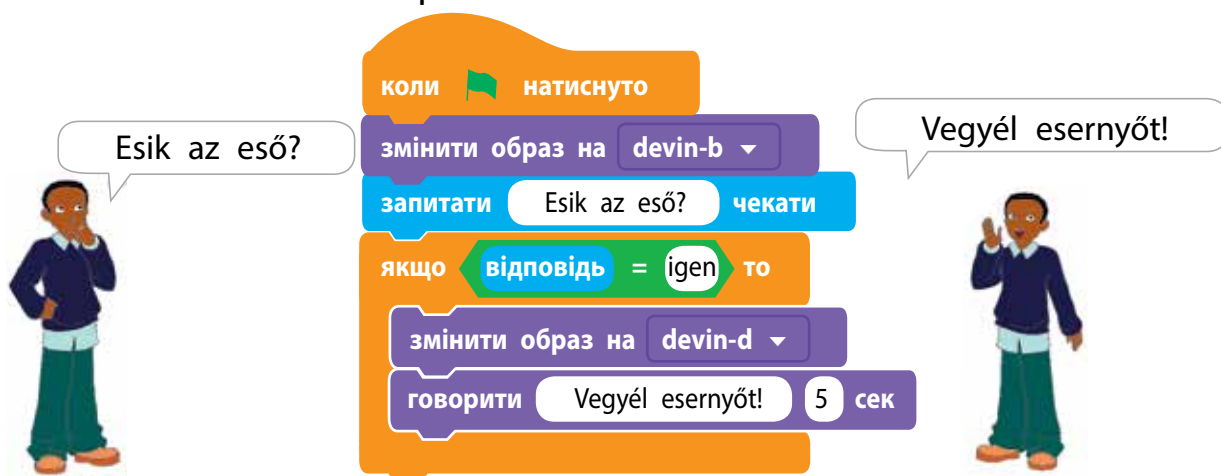 коли натиснуто
Esik az eső?
змінити образ на devin-b
Vegyél esernyőt!
запитати Esik az eső? чекати
якщо відповідь = igen то
змінити образ на devin-d
говорити Vegyél esernyőt! 5 сек